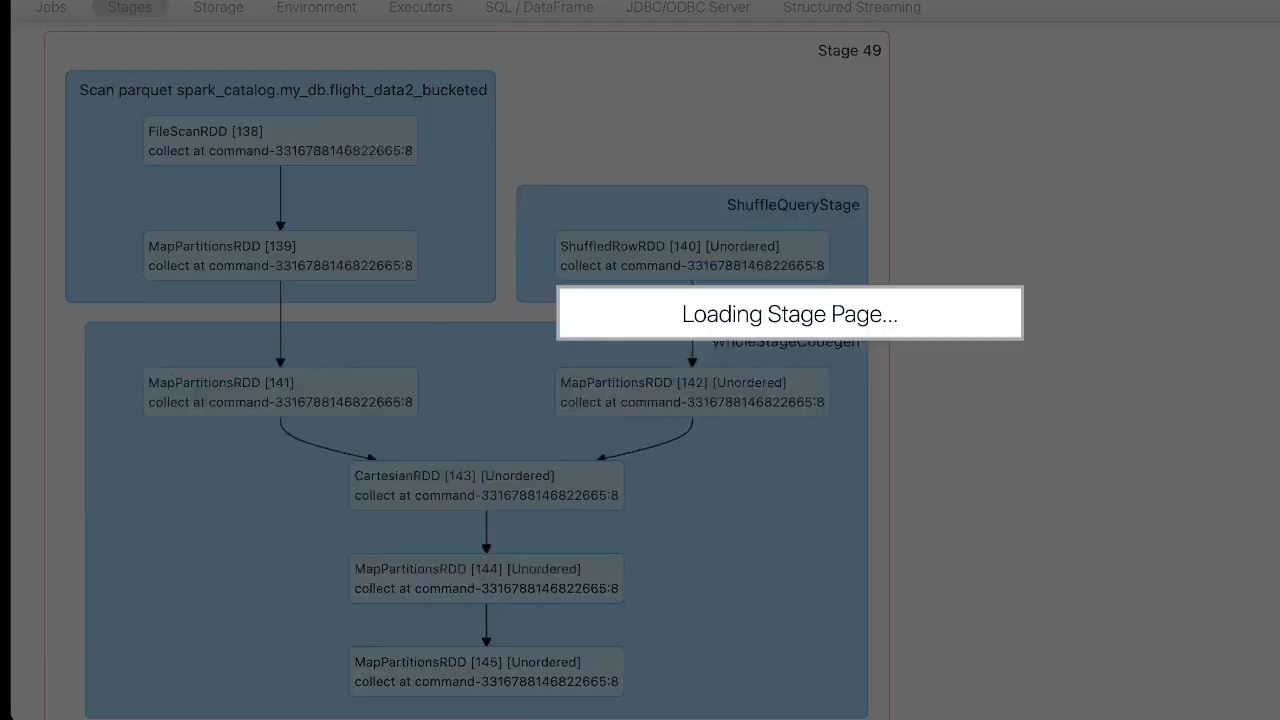 Jobs
Stages
Storage
Environment
Executors
SQL / DataFrame
JDBC/ODBC Server
Structured Streaming
Stage 49
Scan parquet spark_catalog.my_db.flight_data2_bucketed
FileScanRDD [138]
collect at command-3316788146822665:8
ShuffleQueryStage
MapPartitionsRDD [139]
collect at command-3316788146822665:8
ShuffledRowRDD [140] [Unordered]
collect at command-3316788146822665:8
Loading Stage Page...
WholeStageCodegen
MapPartitionsRDD [141]
collect at command-3316788146822665:8
MapPartitionsRDD [142] [Unordered]
collect at command-3316788146822665:8
CartesianRDD [143] [Unordered]
collect at command-3316788146822665:8
MapPartitionsRDD [144] [Unordered]
collect at command-3316788146822665:8
MapPartitionsRDD [145] [Unordered]
collect at command-3316788146822665:8